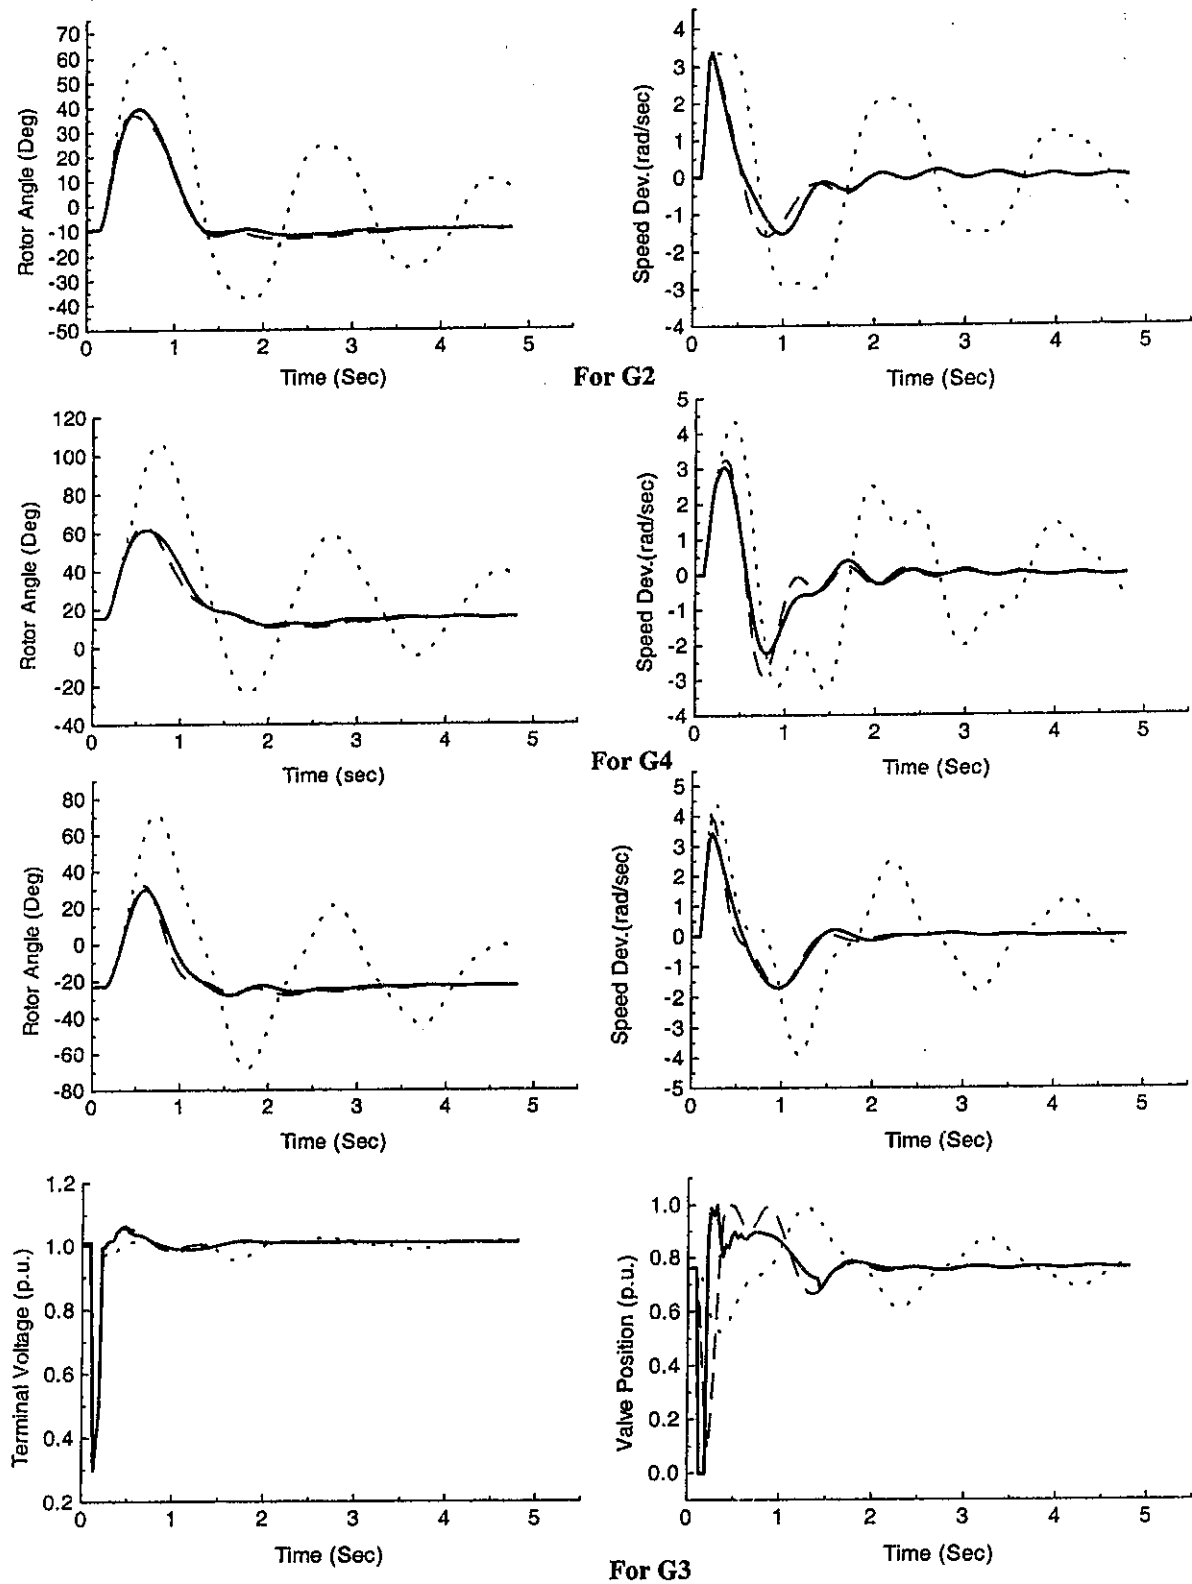 70
60
50
40
30
20
10
0
-10
-20
-30
-40
-50
Rotor Angle (Deg)
0 1 2 3 4 5
Time (Sec)
4
3
2
1
0
-1
-2
-3
-4
Speed Dev.(rad/sec)
0 1 2 3 4 5
Time (Sec)
For G2
120
100
80
60
40
20
0
-20
-40
Rotor Angle (Deg)
0 1 2 3 4 5
Time (sec)
5
4
3
2
1
0
-1
-2
-3
-4
Speed Dev.(rad/sec)
0 1 2 3 4 5
Time (Sec)
For G4
80
60
40
20
0
-20
-40
-60
-80
Rotor Angle (Deg)
0 1 2 3 4 5
Time (Sec)
5
4
3
2
1
0
-1
-2
-3
-4
-5
Speed Dev.(rad/sec)
0 1 2 3 4 5
Time (Sec)
1.2
1.0
0.8
0.6
0.4
0.2
Terminal Voltage (p.u.)
0 1 2 3 4 5
Time (Sec)
1.0
0.8
0.6
0.4
0.2
0.0
Valve Position (p.u.)
0 1 2 3 4 5
Time (Sec)
For G3